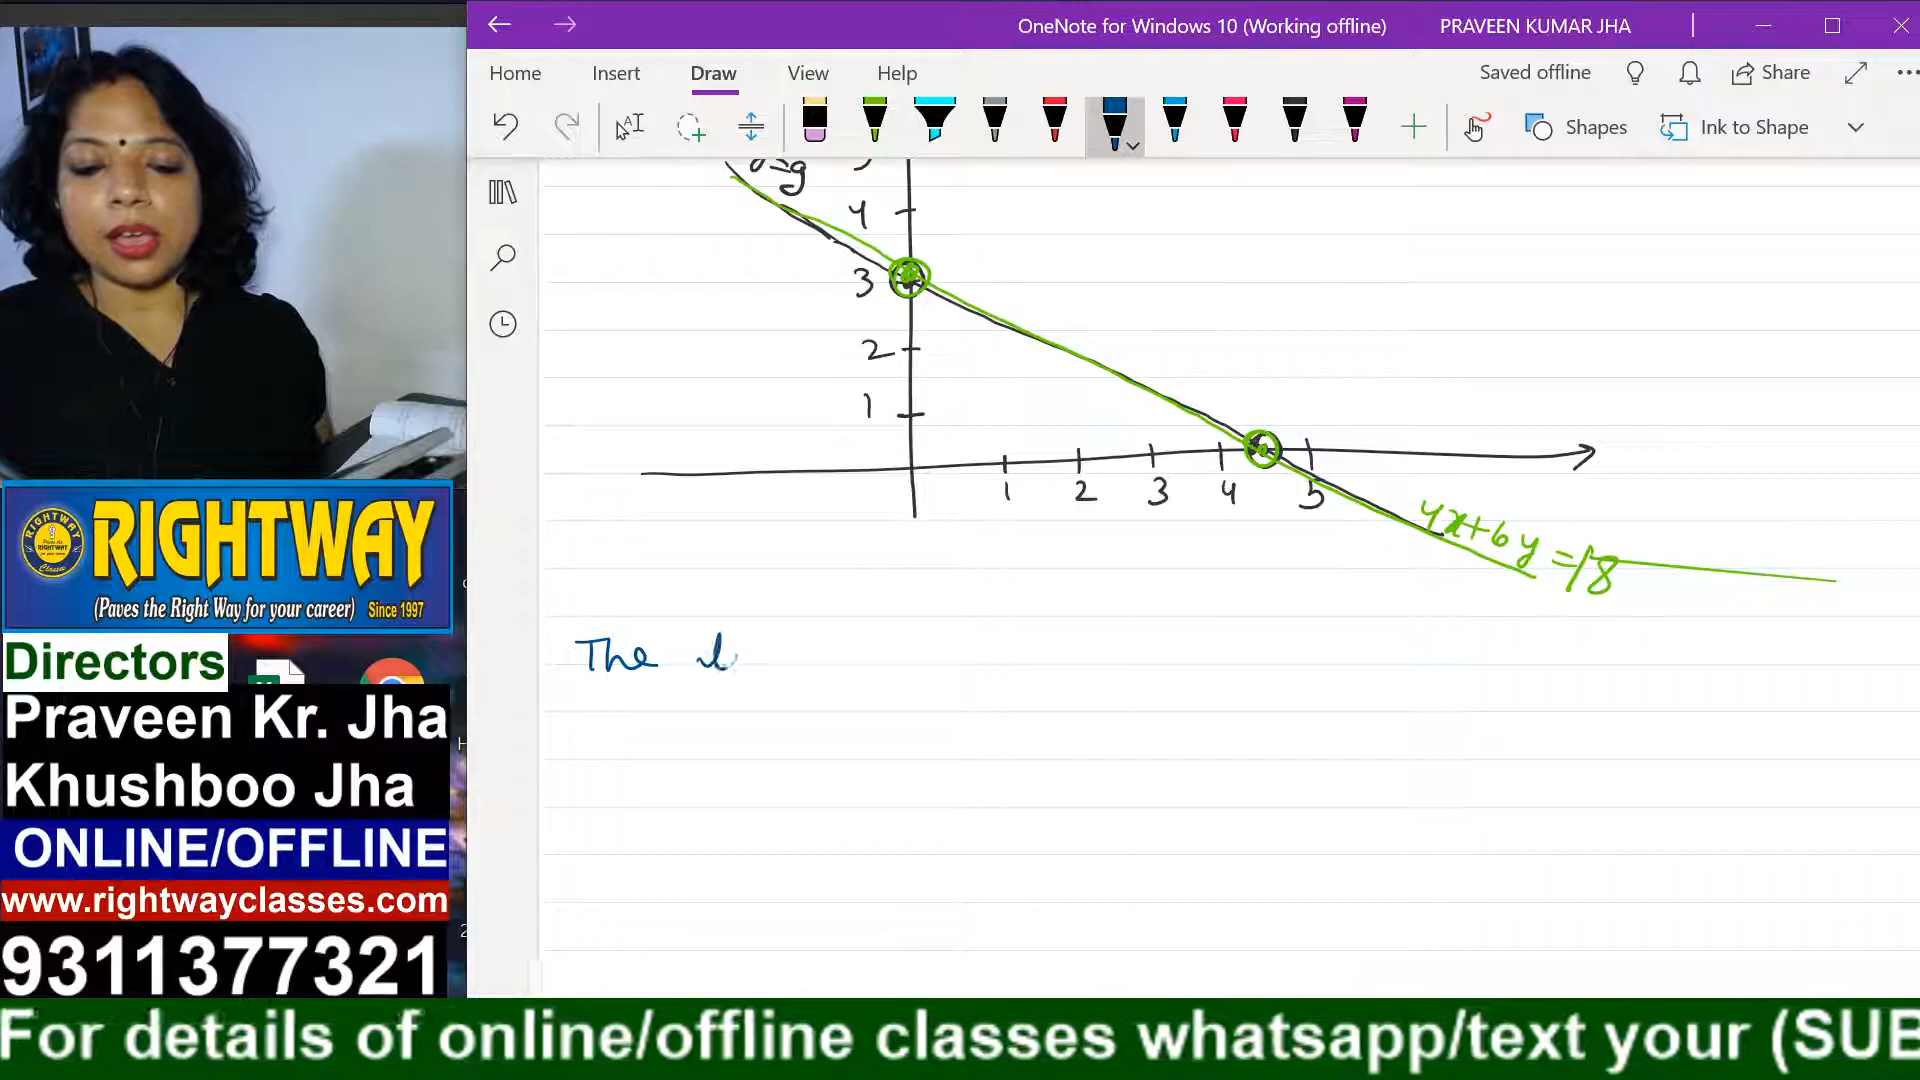 OneNote for Windows 10 (Working offline) PRAVEEN KUMAR JHA
Home Insert Draw View Help Saved offline Share
Shapes Ink to Shape
4
3
2
1
1 2 3 4 5
4x+6y=18
The
RIGHTWAY
(Paves the Right Way for your career) Since 1997
Directors
Praveen Kr. Jha
Khushboo Jha
ONLINE/OFFLINE
www.rightwayclasses.com
9311377321
For details of online/offline classes whatsapp/text your (SUB